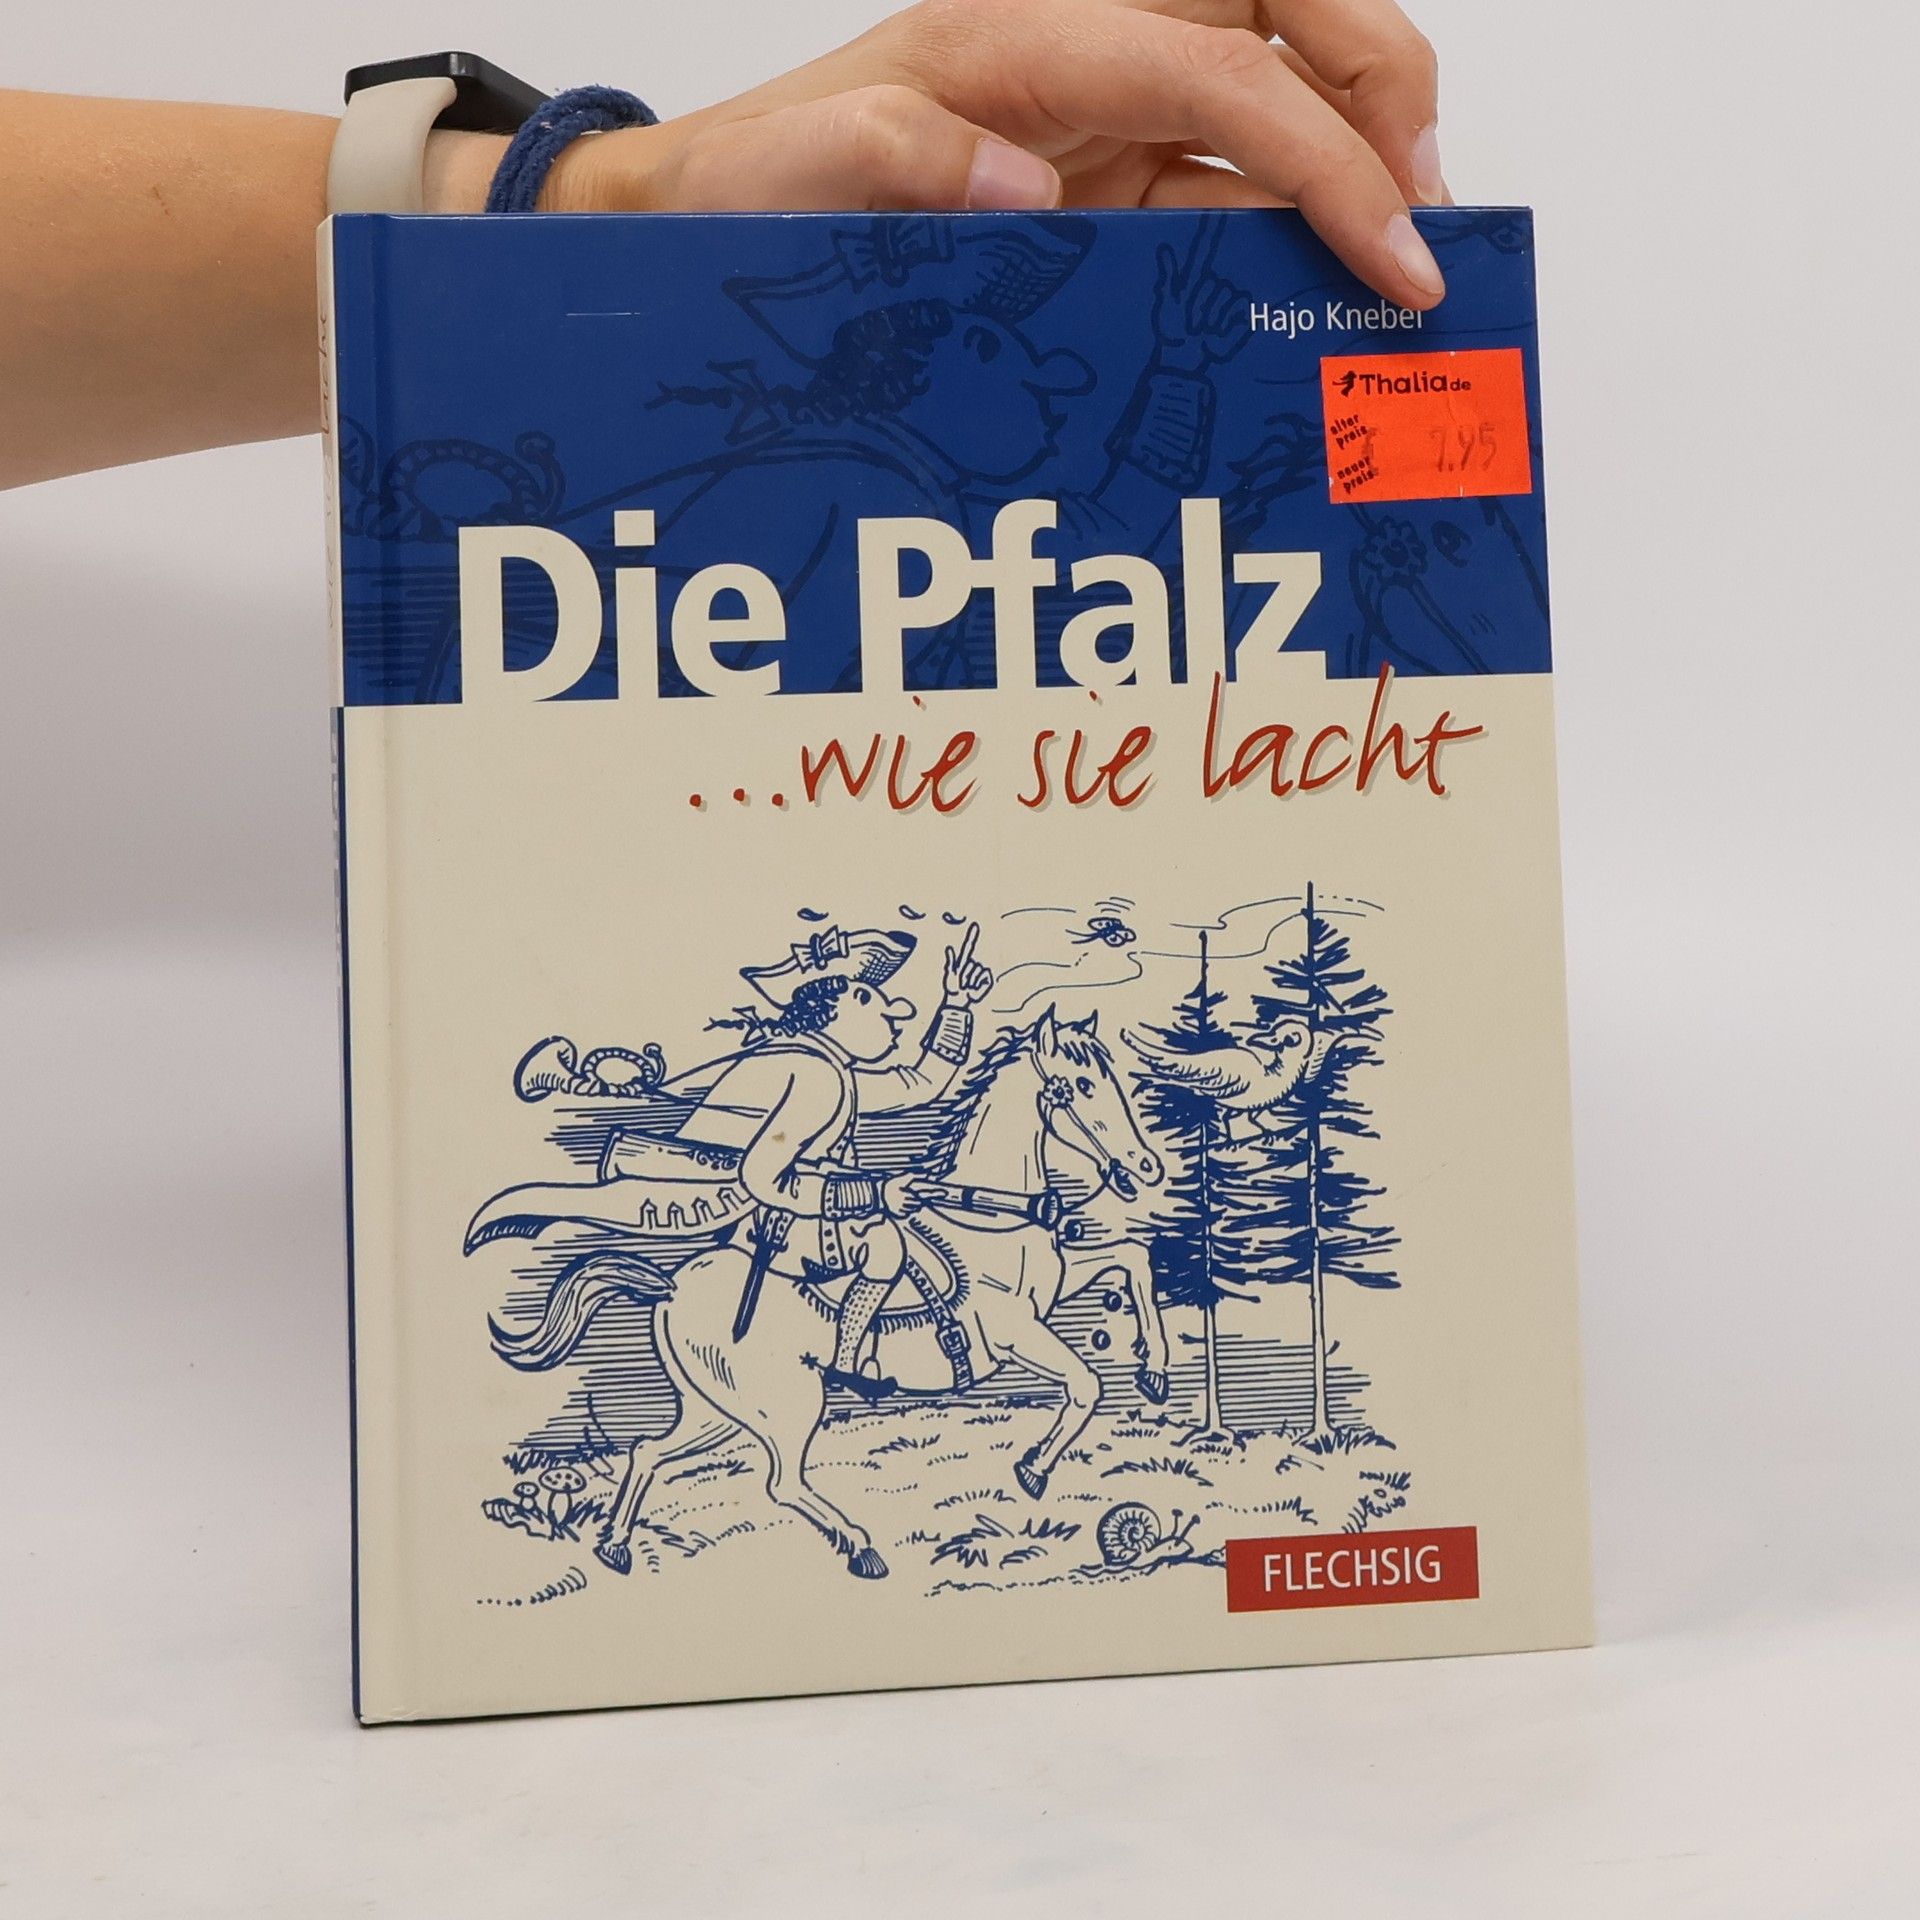 Hajo Knebel
Thalia.de
alter
preis
7.95
neuer
preis
Die Pfalz
...wie sie lacht
FLECHSIG